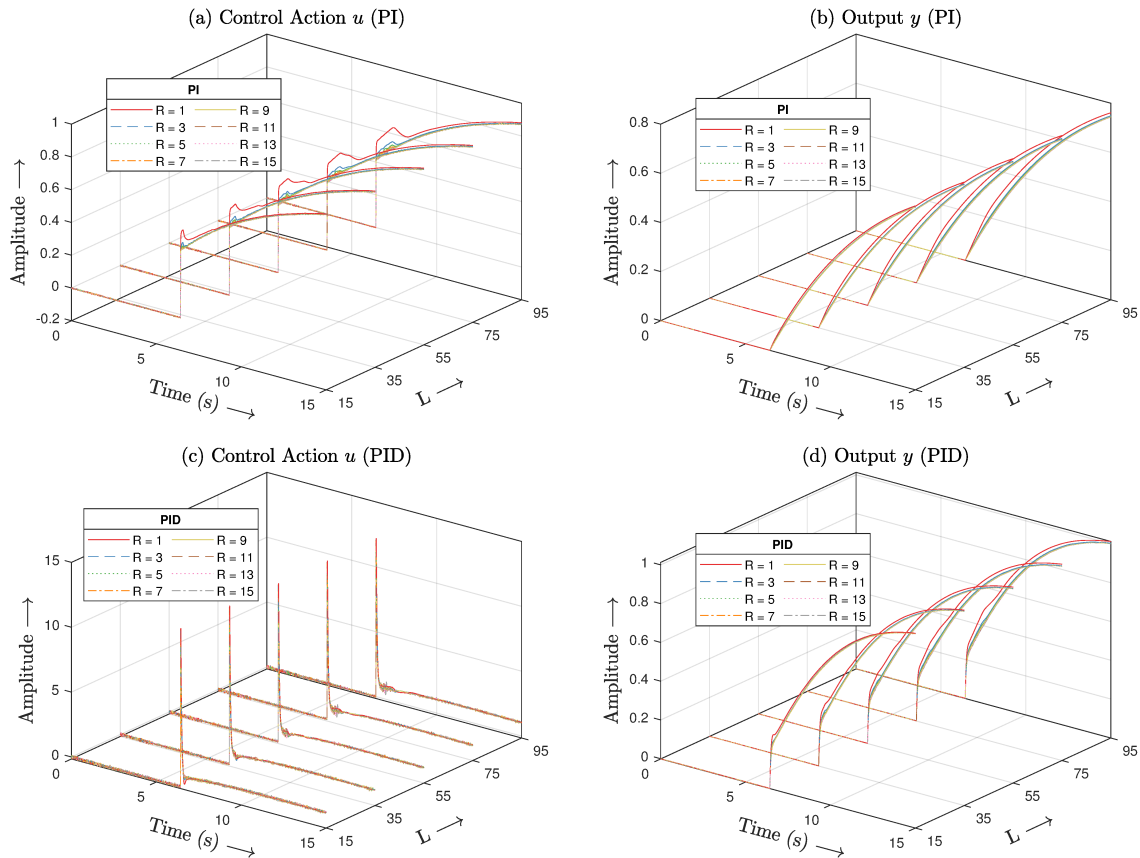 (a) Control Action u (PI)
PI
R = 1 R = 9
R = 3 R = 11
R = 5 R = 13
R = 7 R = 15
1
0.8
0.6
0.4
0.2
0
-0.2
Amplitude ⟶
0
5
10
15
Time (s) ⟶
15
35
55
75
95
L ⟶
(b) Output y (PI)
PI
R = 1 R = 9
R = 3 R = 11
R = 5 R = 13
R = 7 R = 15
0.8
0.6
0.4
0.2
0
Amplitude ⟶
0
5
10
15
Time (s) ⟶
15
35
55
75
95
L ⟶
(c) Control Action u (PID)
PID
R = 1 R = 9
R = 3 R = 11
R = 5 R = 13
R = 7 R = 15
15
10
5
0
Amplitude ⟶
0
5
10
15
Time (s) ⟶
15
35
55
75
95
L ⟶
(d) Output y (PID)
PID
R = 1 R = 9
R = 3 R = 11
R = 5 R = 13
R = 7 R = 15
1
0.8
0.6
0.4
0.2
0
Amplitude ⟶
0
5
10
15
Time (s) ⟶
15
35
55
75
95
L ⟶